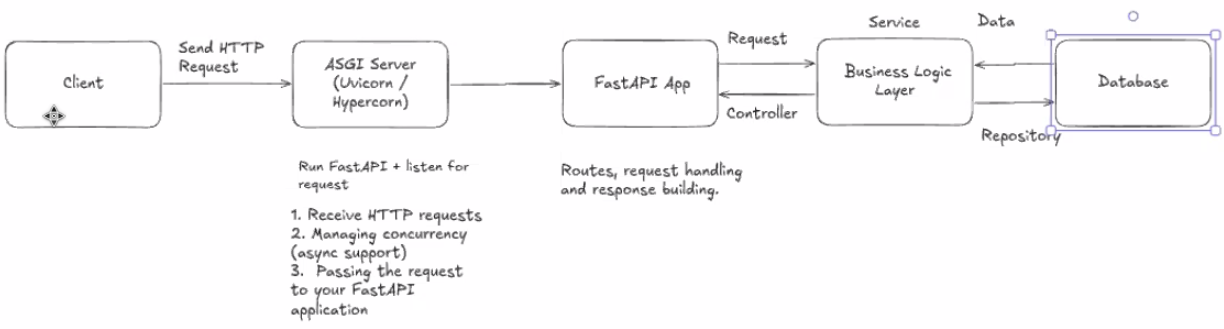 Client
Send HTTP
Request
ASGI Server
(Uvicorn /
Hypercorn)
Run FastAPI + listen for
request
1. Receive HTTP requests
2. Managing concurrency
(async support)
3. Passing the request
to your FastAPI
application
FastAPI App
Routes, request handling
and response building.
Request
Controller
Service
Business Logic
Layer
Data
Repository
Database